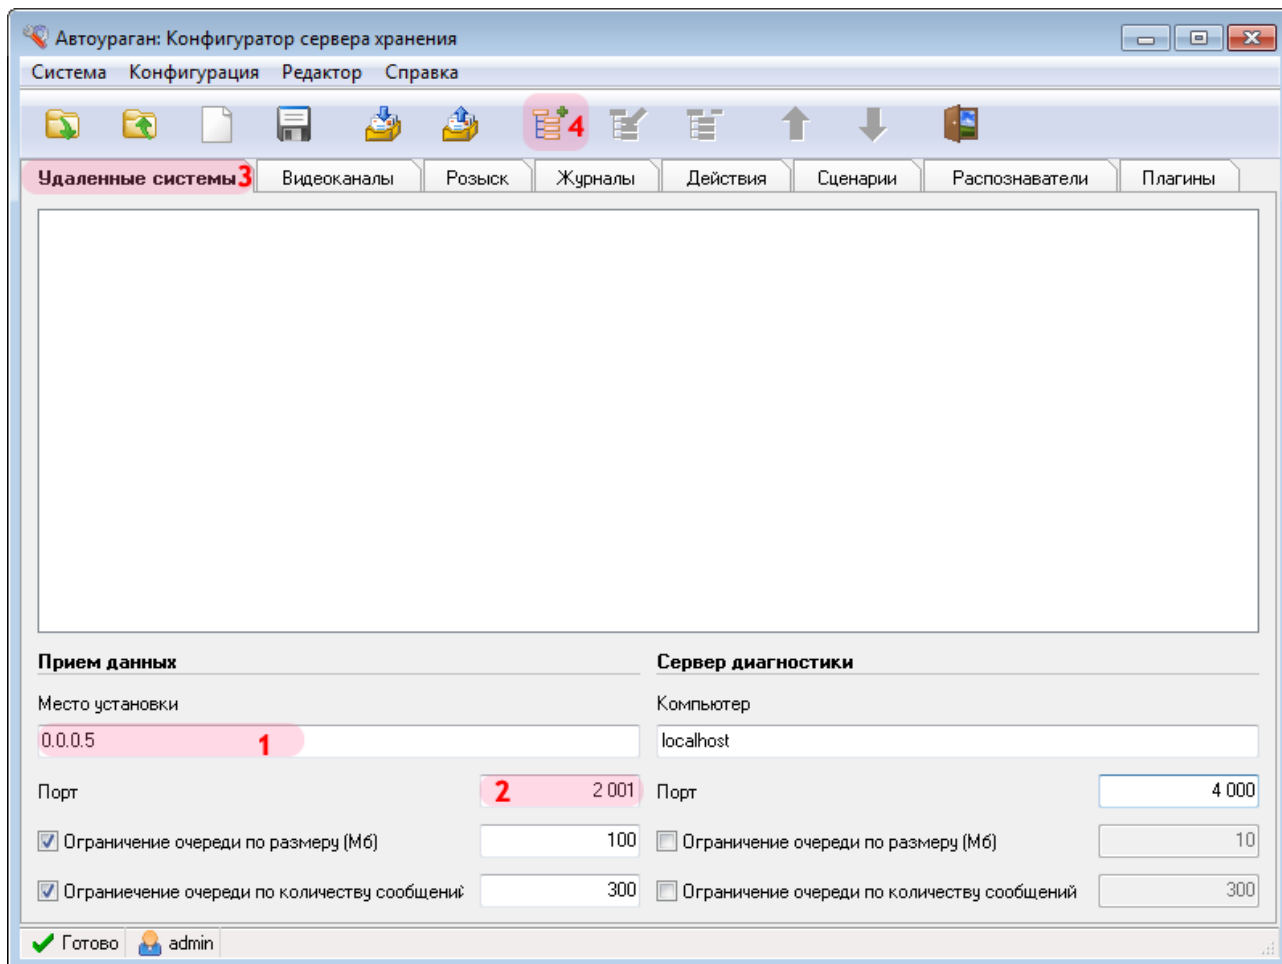 Автоураган: Конфигуратор сервера хранения
Система Конфигурация Редактор Справка
4
Удаленные системы 3 Видеоканалы Розыск Журналы Действия Сценарии Распознаватели Плагины
Прием данных Сервер диагностики
Место установки Компьютер
0.0.0.5 1 localhost
Порт 2 2 001 Порт 4 000
Ограничение очереди по размеру (Мб) 100 Ограничение очереди по размеру (Мб) 10
Ограниечение очереди по количеству сообщений 300 Ограничение очереди по количеству сообщений 300
Готово admin